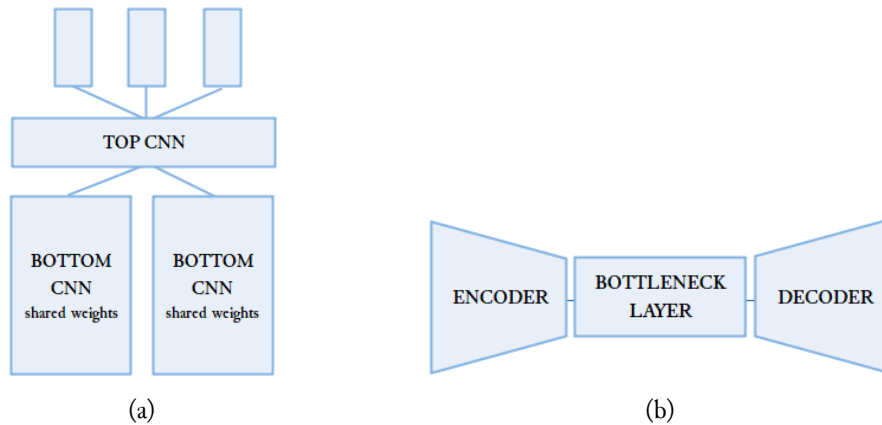 TOP CNN
BOTTOM
CNN
shared weights
BOTTOM
CNN
shared weights
(a)
ENCODER
BOTTLENECK
LAYER
DECODER
(b)